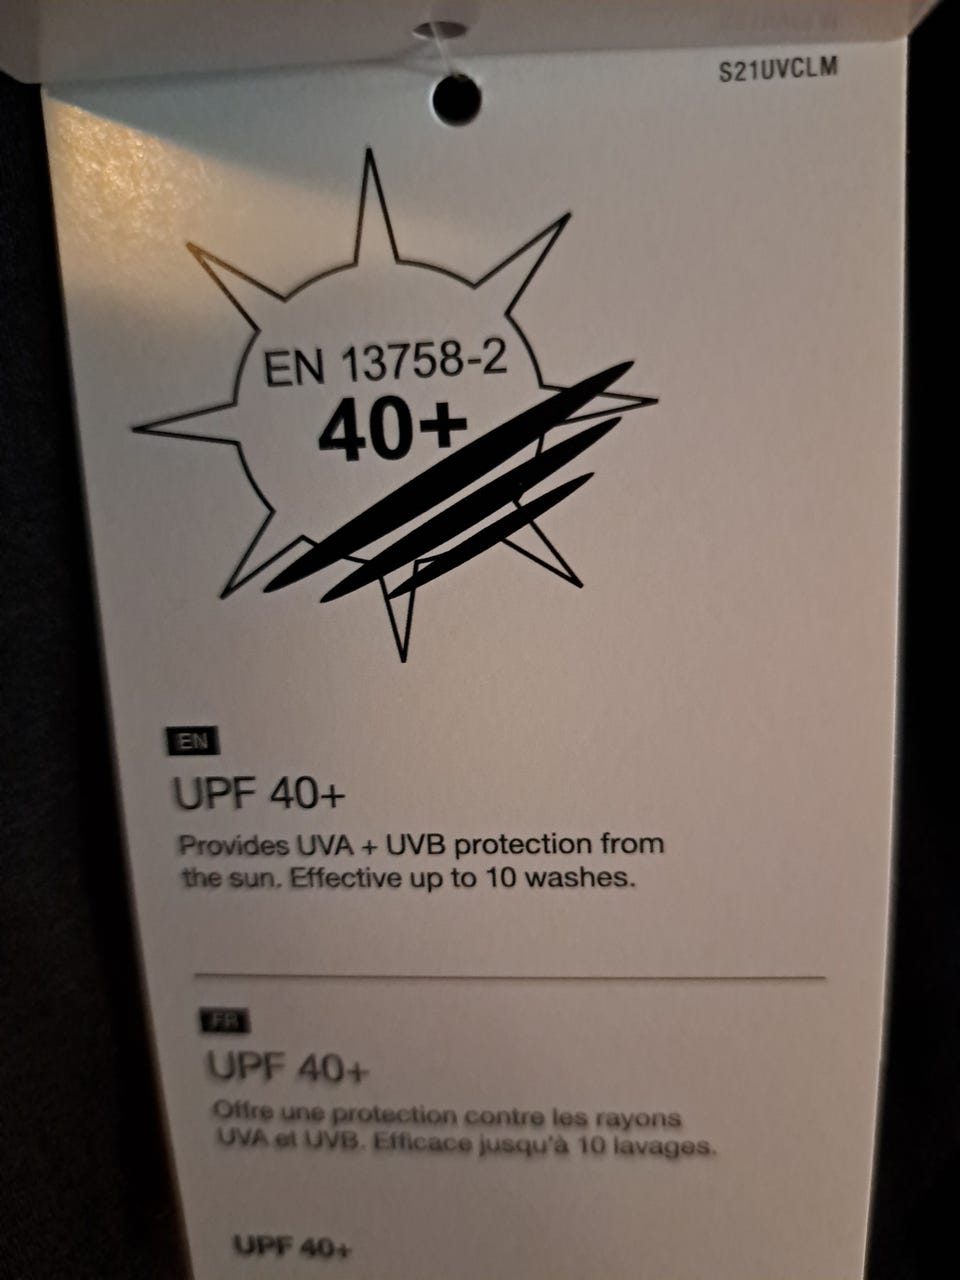 S21UVCLM
EN 13758-2
40+
EN
UPF 40+
Provides UVA + UVB protection from
the sun. Effective up to 10 washes.
FR
UPF 40+
Offre une protection contre les rayons
UVA et UVB. Efficace jusqu'à 10 lavages.
UPF 40+